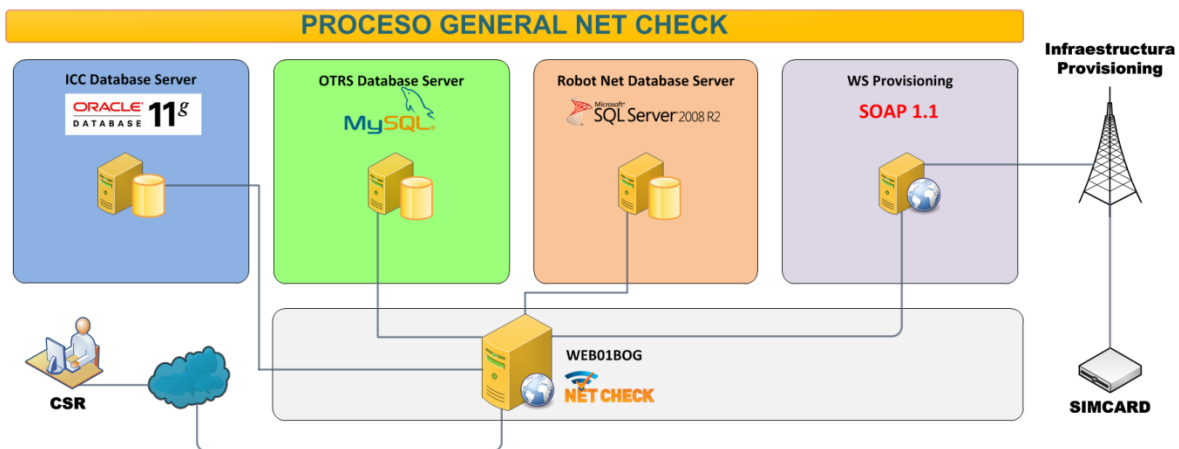 PROCESO GENERAL NET CHECK
ICC Database Server
ORACLE
DATABASE
11g
OTRS Database Server
MySQL
Robot Net Database Server
Microsoft
SQL Server 2008 R2
WS Provisioning
SOAP 1.1
Infraestructura
Provisioning
WEB01BOG
NET CHECK
CSR
SIMCARD